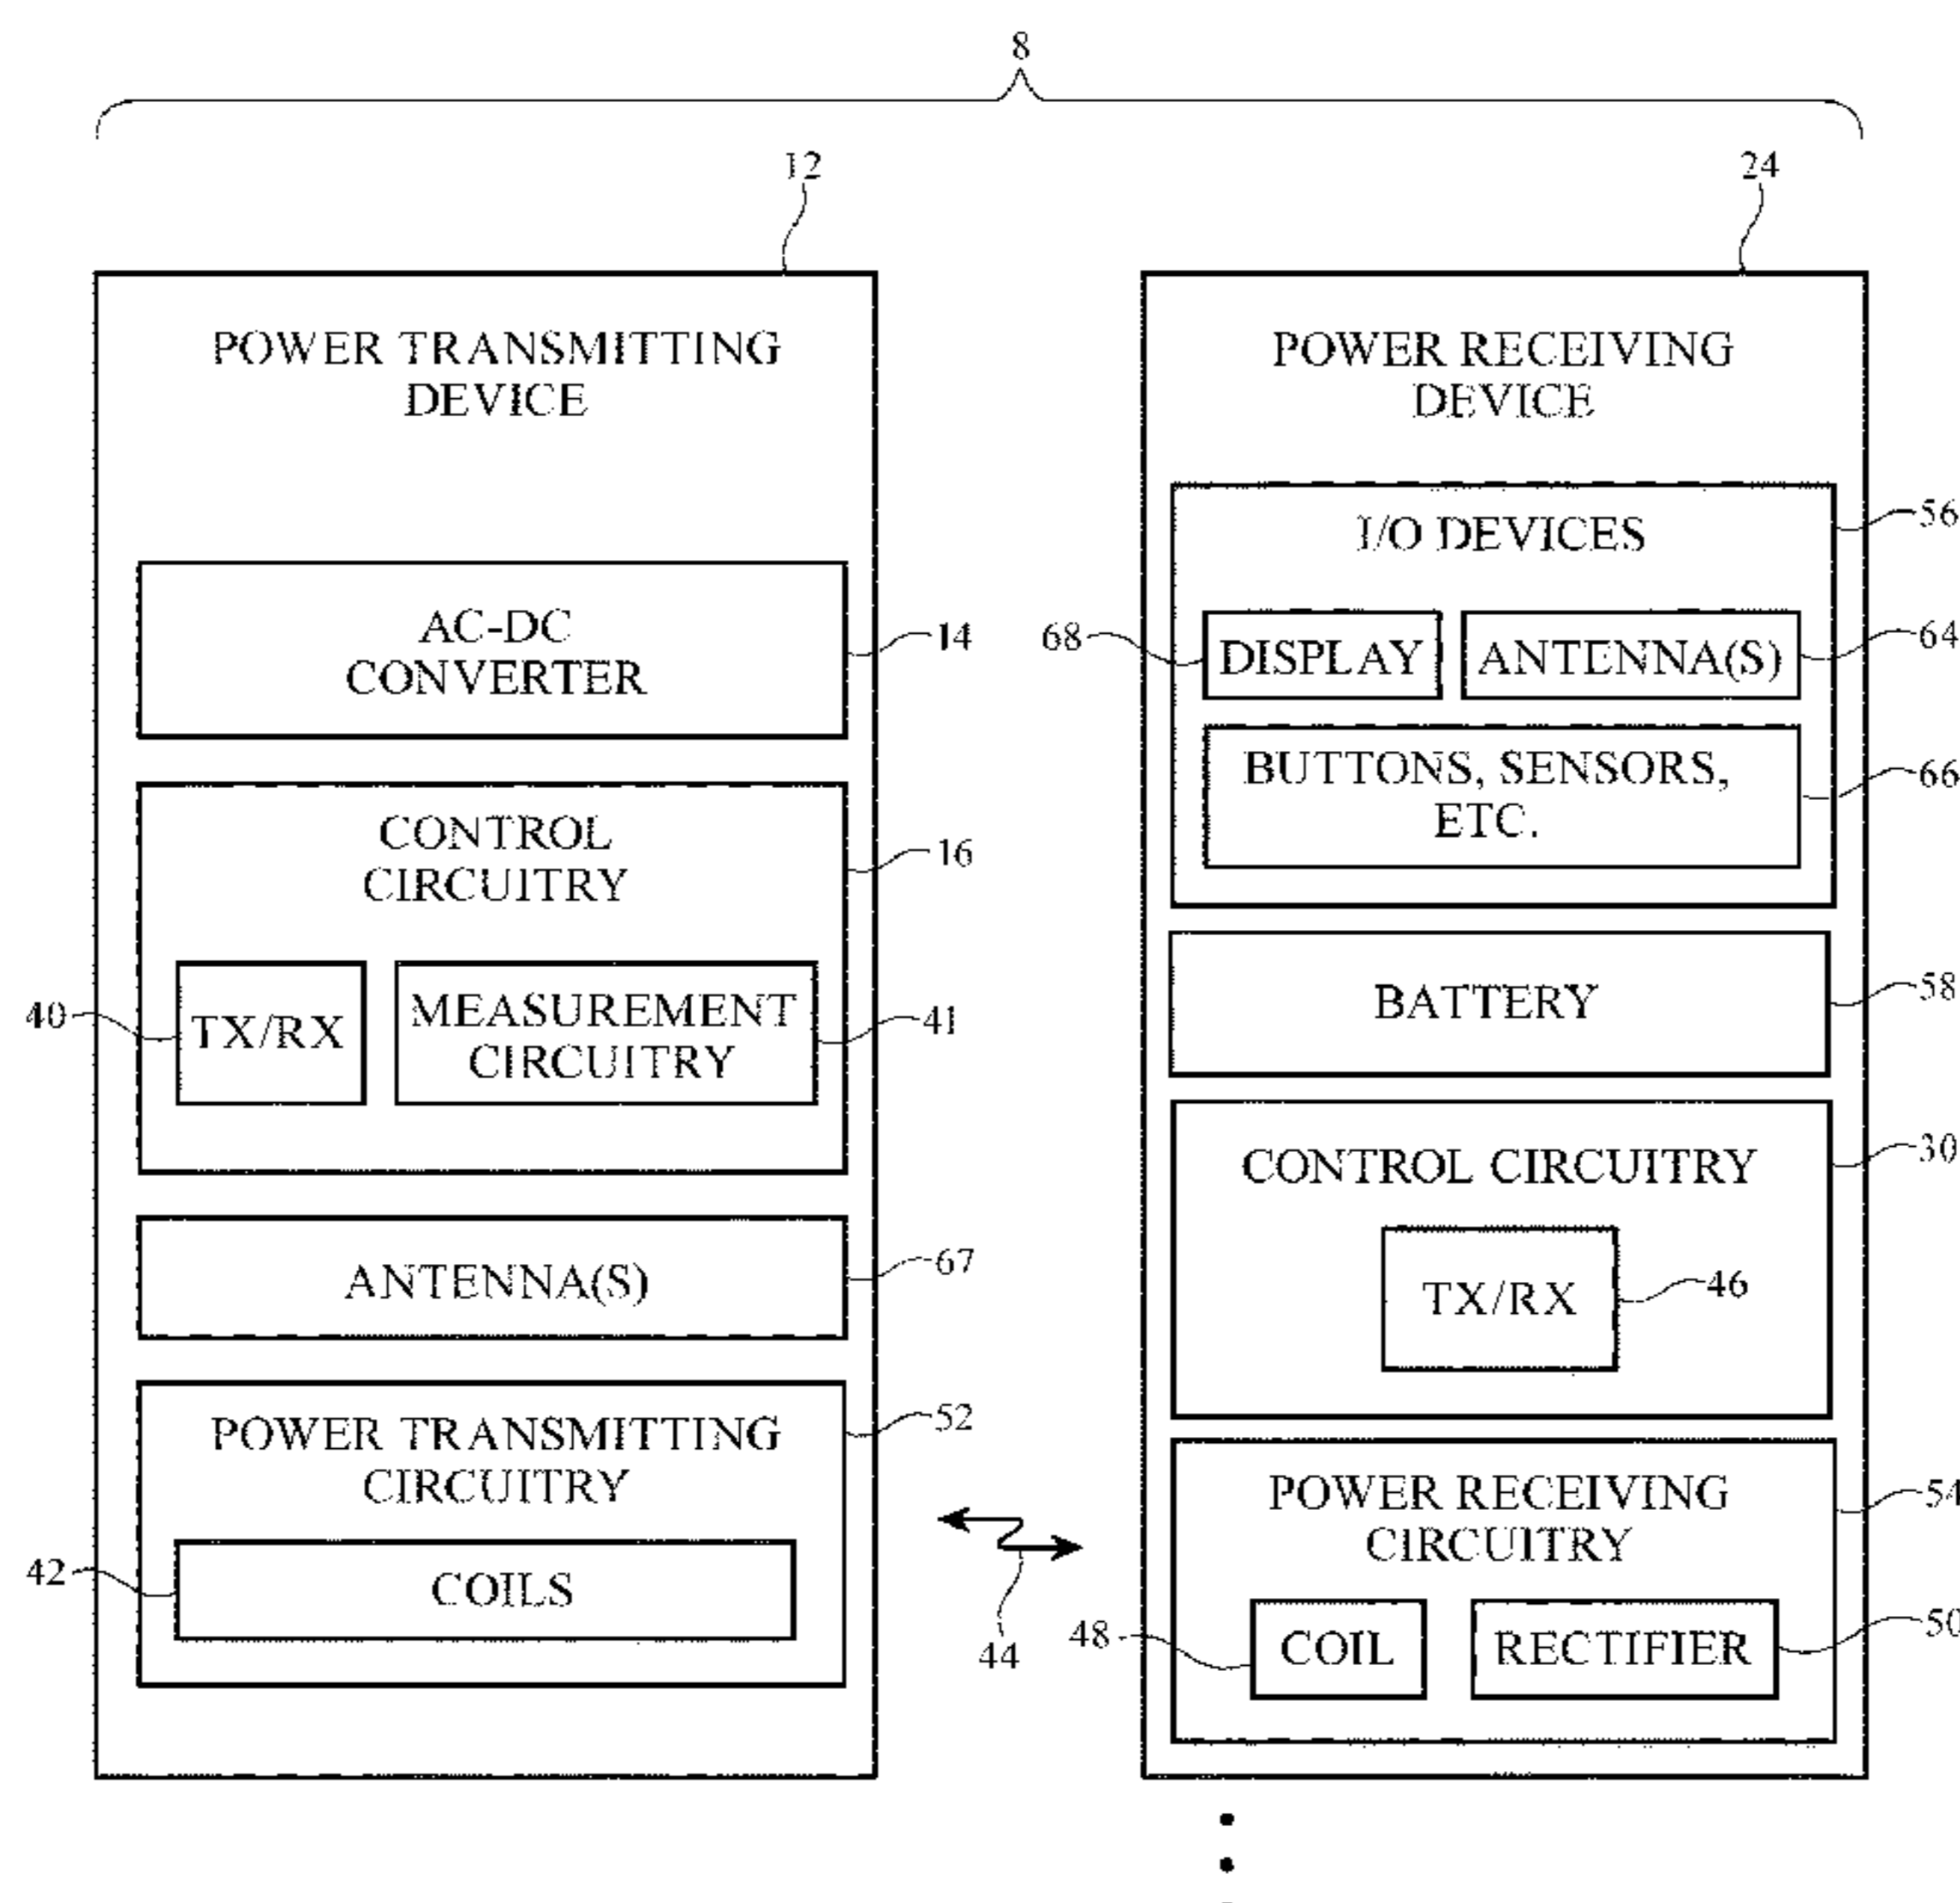 8
12
24
POWER TRANSMITTING
DEVICE
AC-DC
CONVERTER
14
CONTROL
CIRCUITRY
16
40
TX/RX
MEASUREMENT
CIRCUITRY
41
ANTENNA(S)
67
POWER TRANSMITTING
CIRCUITRY
52
42
COILS
44
POWER RECEIVING
DEVICE
I/O DEVICES
56
68
DISPLAY
ANTENNA(S)
64
BUTTONS, SENSORS,
ETC.
66
BATTERY
58
CONTROL CIRCUITRY
30
TX/RX
46
POWER RECEIVING
CIRCUITRY
54
48
COIL
RECTIFIER
50